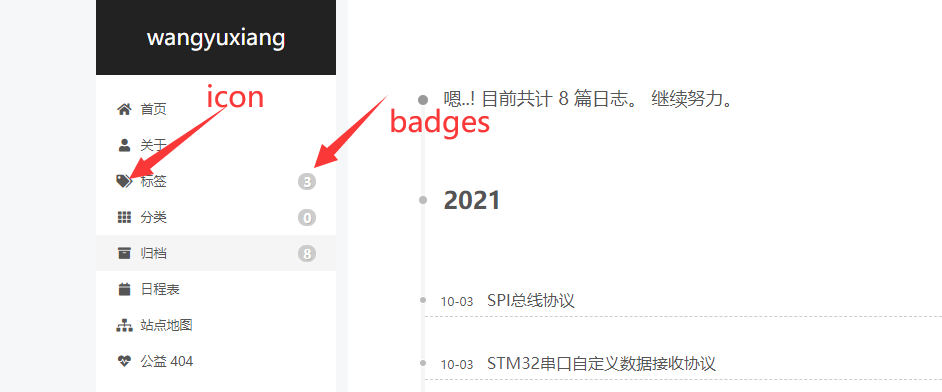 wangyuxiang
icon
首页
关于
badges
标签 3
分类 0
归档 8
日程表
站点地图
公益 404
嗯..! 目前共计 8 篇日志。 继续努力。
2021
10-03 SPI总线协议
10-03 STM32串口自定义数据接收协议